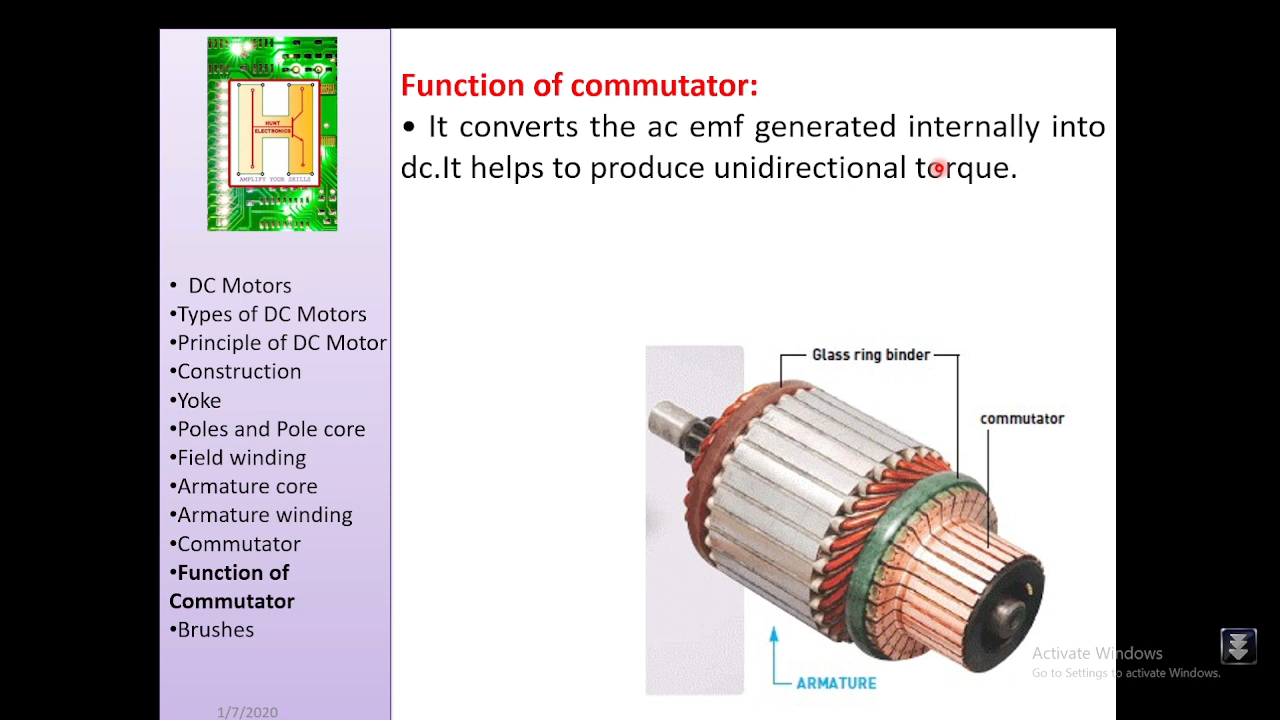 HUNT
ELECTRONICS
AMPLIFY YOUR SKILLS
• DC Motors
•Types of DC Motors
•Principle of DC Motor
•Construction
•Yoke
•Poles and Pole core
•Field winding
•Armature core
•Armature winding
•Commutator
•Function of
Commutator
•Brushes
1/7/2020
Function of commutator:
• It converts the ac emf generated internally into
dc.It helps to produce unidirectional torque.
Glass ring binder
commutator
ARMATURE
Activate Windows
Go to Settings to activate Windows.